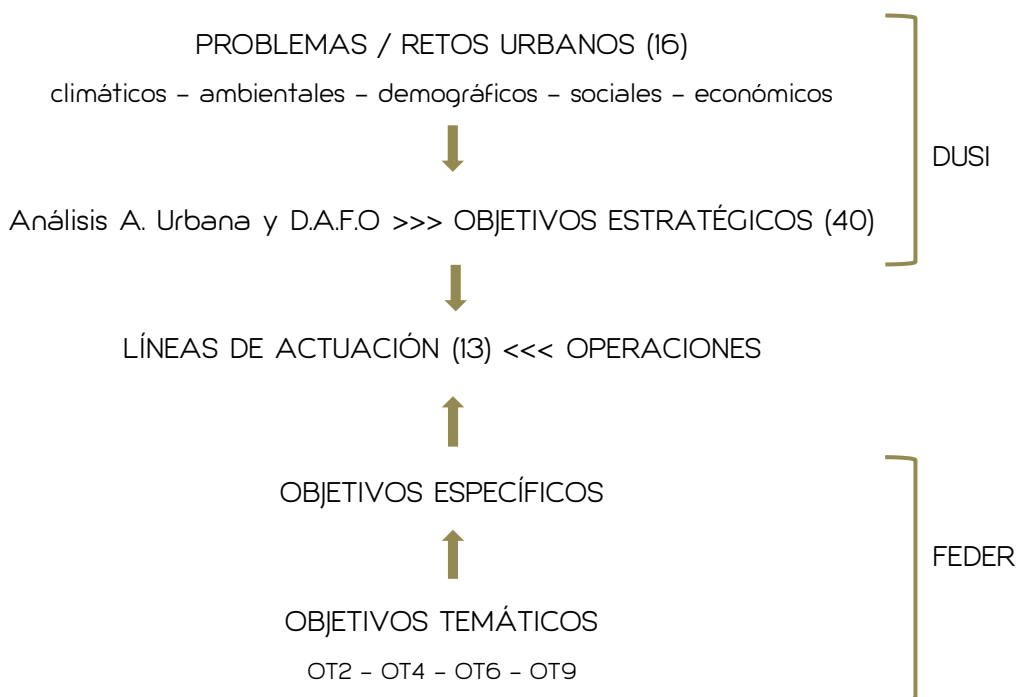 PROBLEMAS / RETOS URBANOS (16)
climáticos – ambientales – demográficos – sociales – económicos
DUSI
Análisis A. Urbana y D.A.F.O >>> OBJETIVOS ESTRATÉGICOS (40)
LÍNEAS DE ACTUACIÓN (13) <<< OPERACIONES
OBJETIVOS ESPECÍFICOS
FEDER
OBJETIVOS TEMÁTICOS
OT2 – OT4 – OT6 – OT9